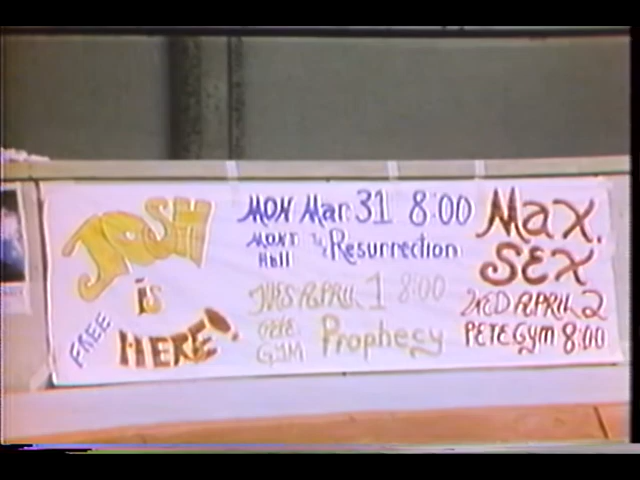 JOSH
is
FREE
HERE!
MON Mar 31 8:00
MONT Hall
The Resurrection
TUES APRIL 1 8:00
PETE GYM
Prophecy
Max.
SEX
WED APRIL 2
PETE Gym 8:00